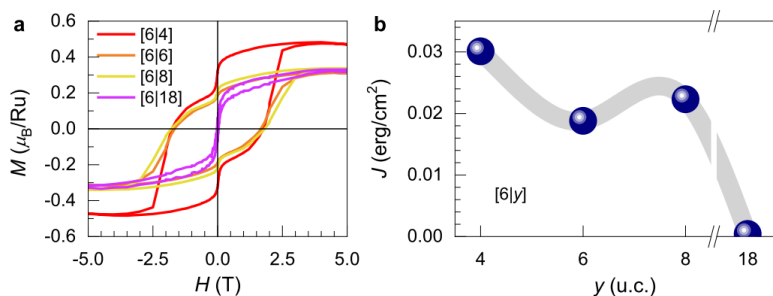 a
[6|4]
[6|6]
[6|8]
[6|18]
0.6
0.4
0.2
0.0
-0.2
-0.4
-0.6
M (μB/Ru)
-5.0 -2.5 0.0 2.5 5.0
H (T)
b
0.03
0.02
0.01
0.00
J (erg/cm²)
[6|y]
4 6 8 18
y (u.c.)